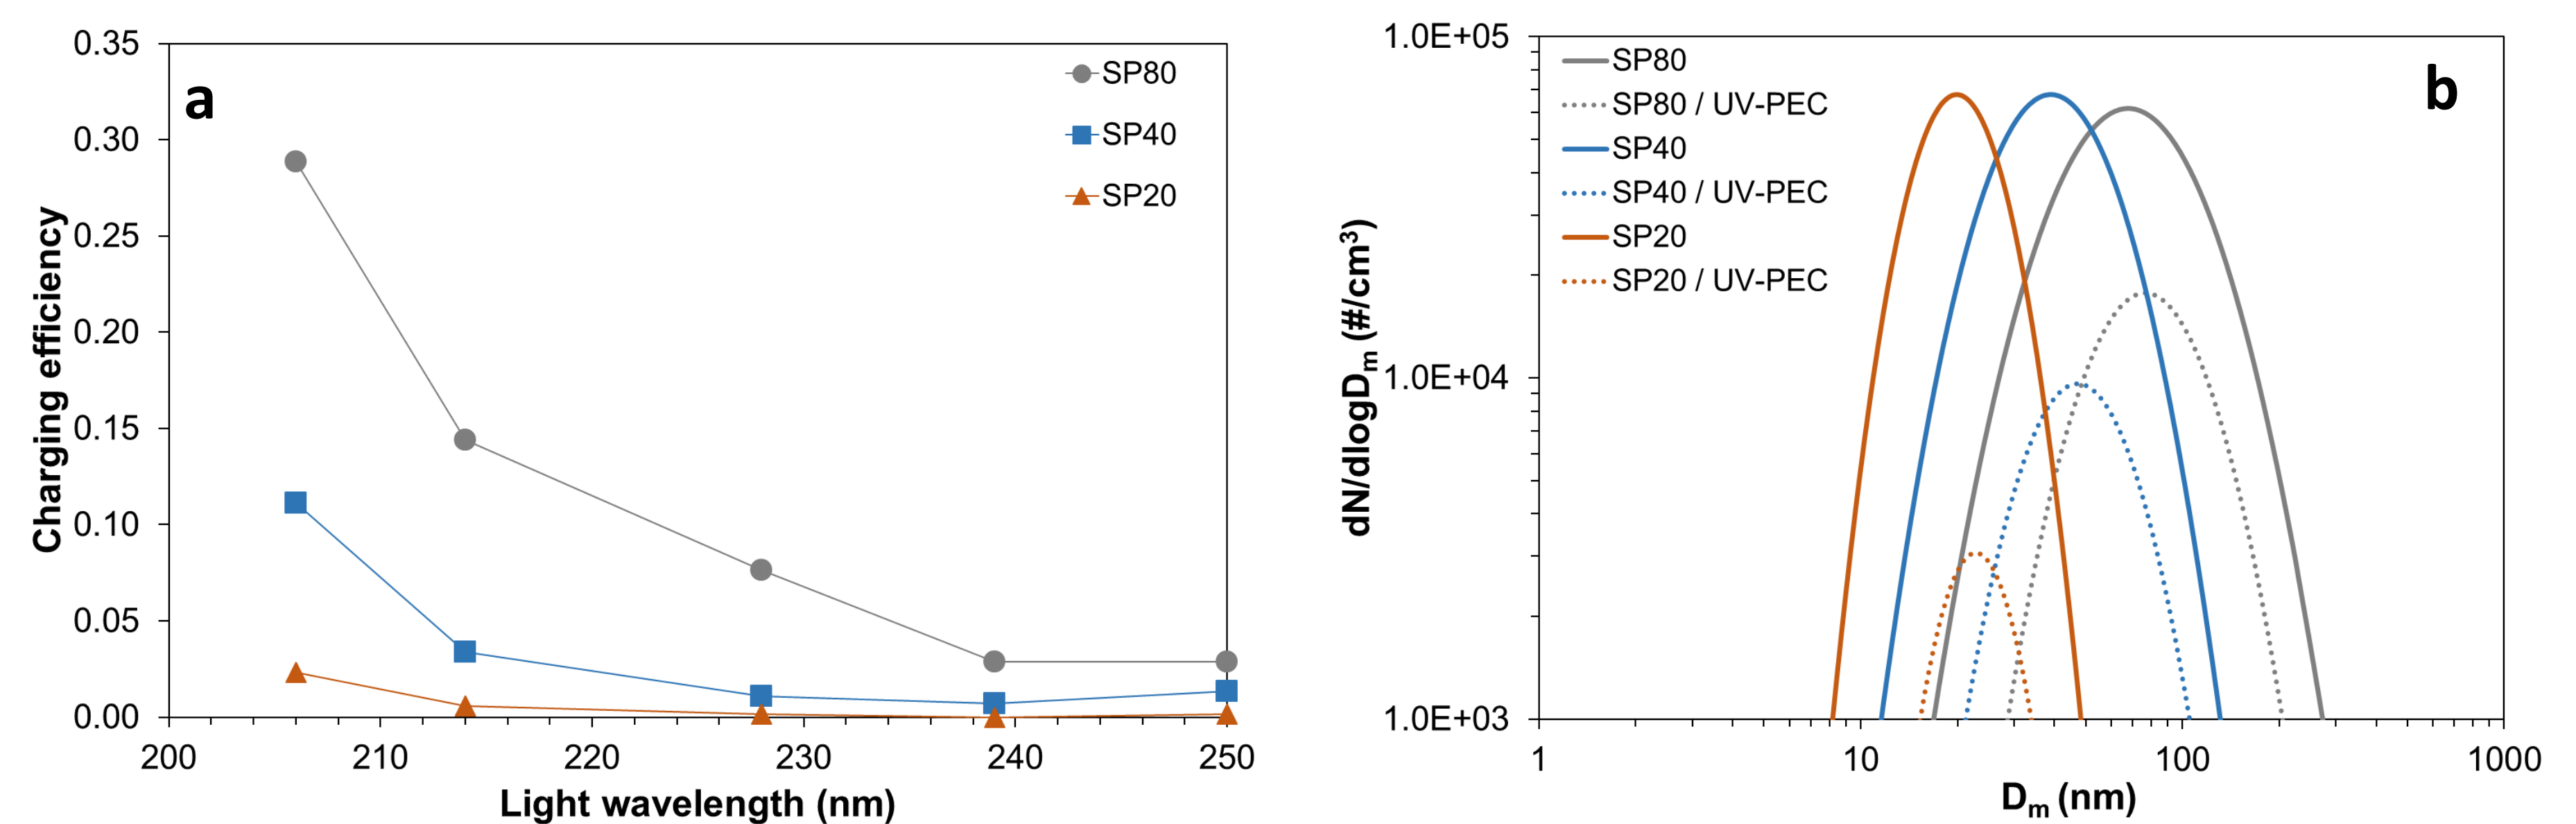 a
0.35
0.30
0.25
0.20
0.15
0.10
0.05
0.00
Charging efficiency
200 210 220 230 240 250
Light wavelength (nm)
SP80
SP40
SP20
b
1.0E+05
1.0E+04
1.0E+03
dN/dlogDₘ (#/cm³)
SP80
SP80 / UV-PEC
SP40
SP40 / UV-PEC
SP20
SP20 / UV-PEC
1 10 100 1000
Dₘ (nm)